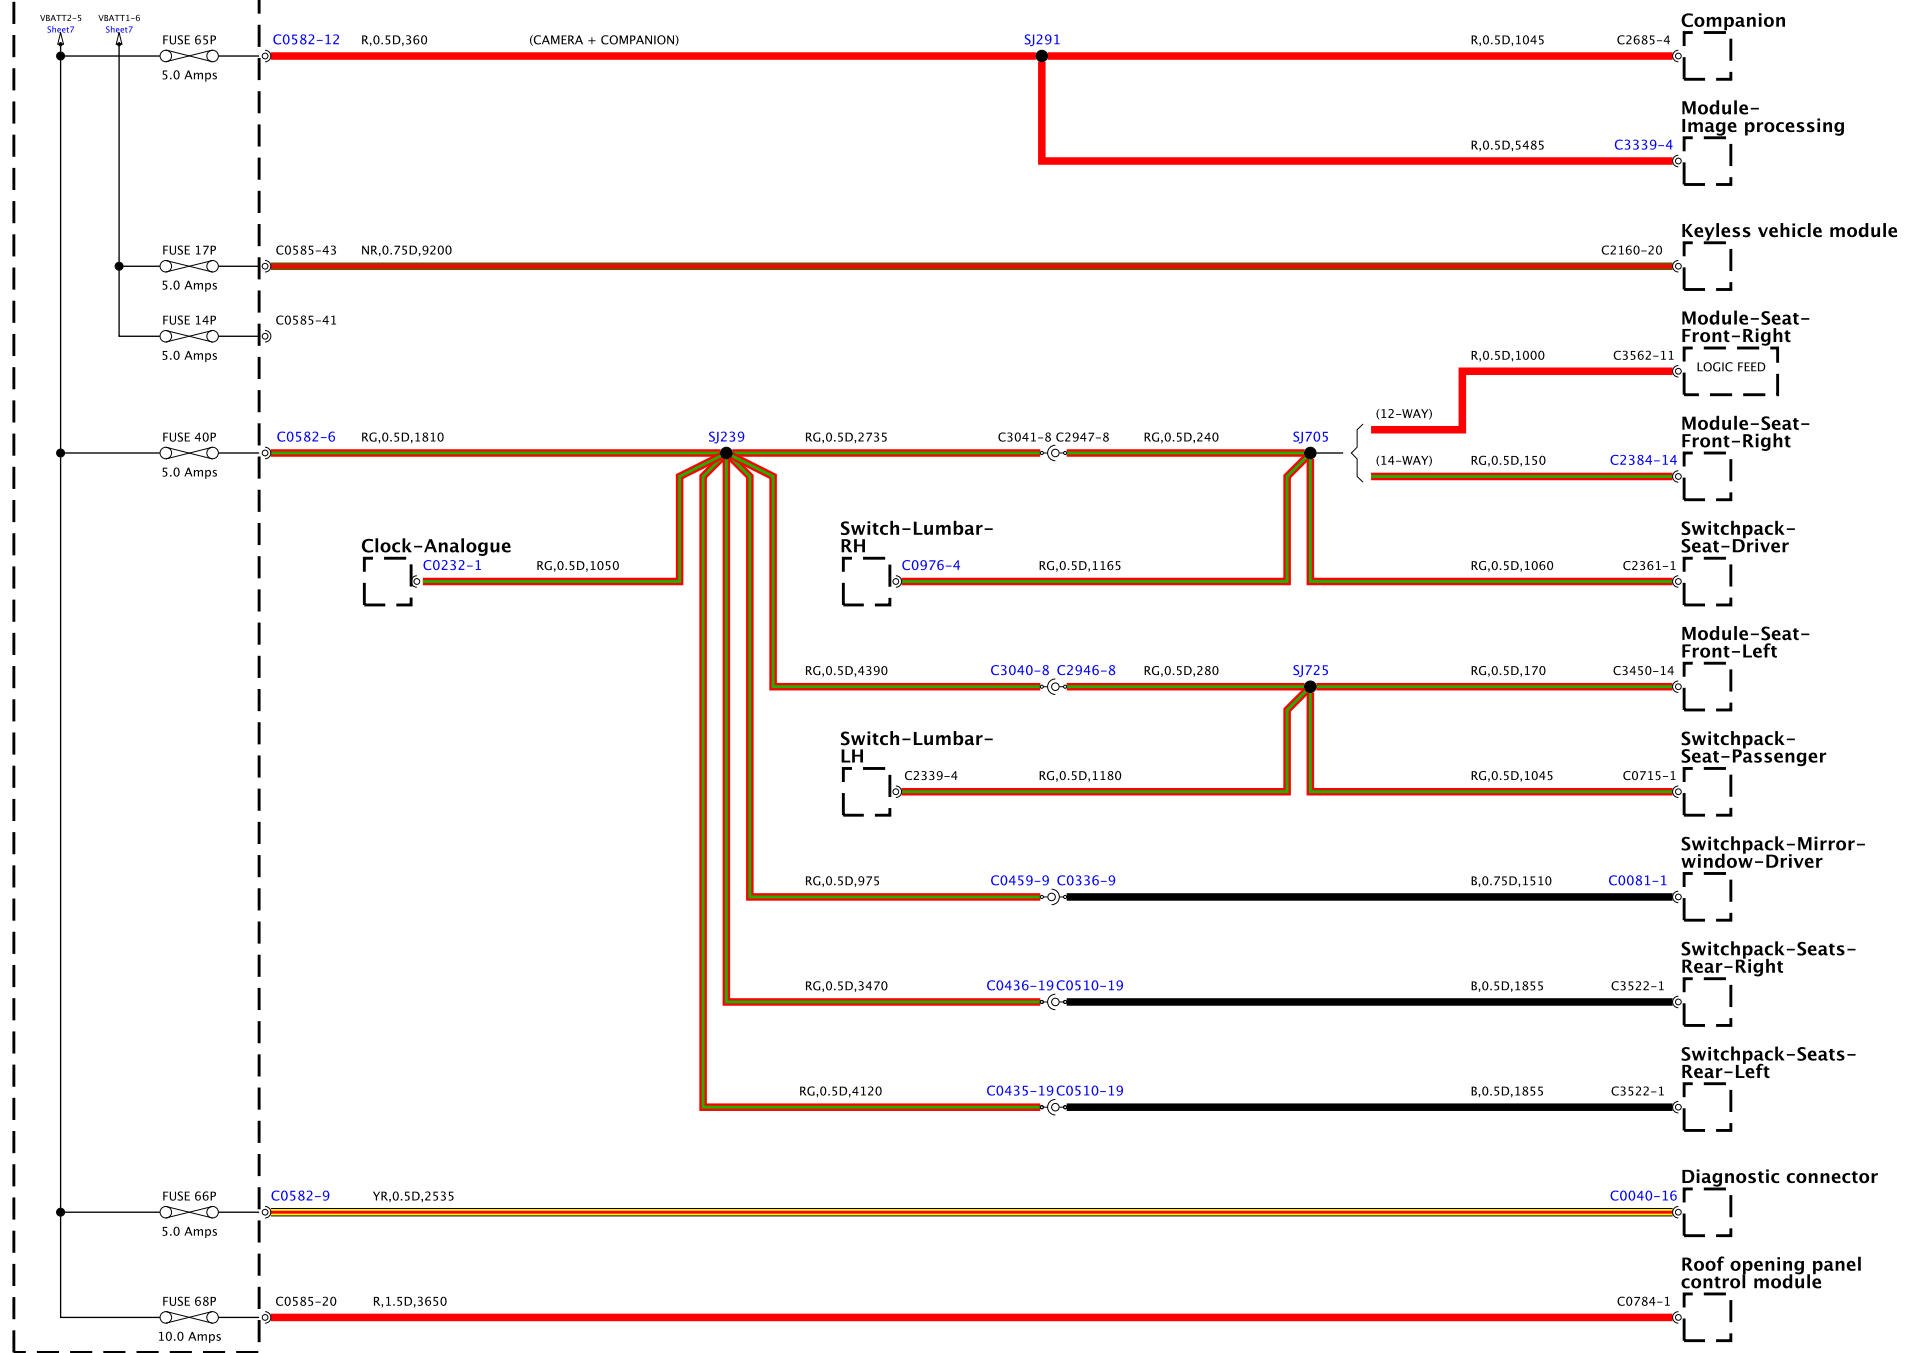 VBATT2-5 VBATT1-6
Sheet7 Sheet7
Companion
FUSE 65P C0582-12 R,0.5D,360 (CAMERA + COMPANION) SJ291 R,0.5D,1045 C2685-4
5.0 Amps
Module-
Image processing
R,0.5D,5485 C3339-4
Keyless vehicle module
FUSE 17P C0585-43 NR,0.75D,9200 C2160-20
5.0 Amps
FUSE 14P C0585-41
5.0 Amps
Module-Seat-
Front-Right
R,0.5D,1000 C3562-11
LOGIC FEED
(12-WAY)
Module-Seat-
Front-Right
FUSE 40P C0582-6 RG,0.5D,1810 SJ239 RG,0.5D,2735 C3041-8 C2947-8 RG,0.5D,240 SJ705
5.0 Amps
(14-WAY) RG,0.5D,150 C2384-14
Clock-Analogue
C0232-1 RG,0.5D,1050
Switch-Lumbar-
RH
C0976-4 RG,0.5D,1165
Switchpack-
Seat-Driver
RG,0.5D,1060 C2361-1
Module-Seat-
Front-Left
RG,0.5D,4390 C3040-8 C2946-8 RG,0.5D,280 SJ725 RG,0.5D,170 C3450-14
Switch-Lumbar-
LH
C2339-4 RG,0.5D,1180
Switchpack-
Seat-Passenger
RG,0.5D,1045 C0715-1
Switchpack-Mirror-
window-Driver
RG,0.5D,975 C0459-9 C0336-9 B,0.75D,1510 C0081-1
Switchpack-Seats-
Rear-Right
RG,0.5D,3470 C0436-19 C0510-19 B,0.5D,1855 C3522-1
Switchpack-Seats-
Rear-Left
RG,0.5D,4120 C0435-19 C0510-19 B,0.5D,1855 C3522-1
Diagnostic connector
FUSE 66P C0582-9 YR,0.5D,2535 C0040-16
5.0 Amps
Roof opening panel
control module
FUSE 68P C0585-20 R,1.5D,3650 C0784-1
10.0 Amps